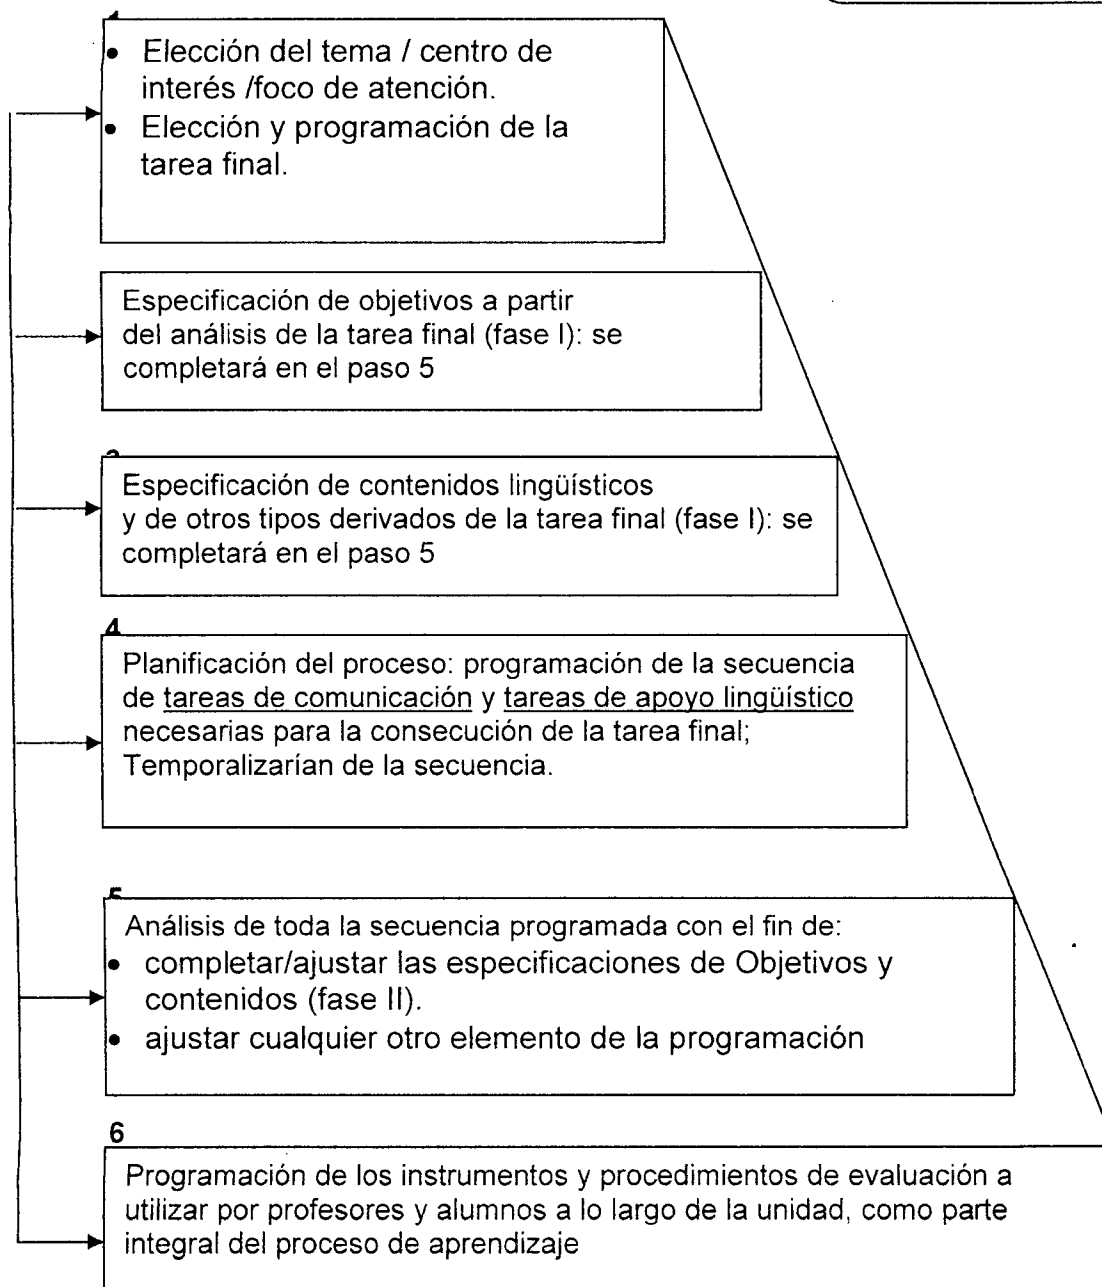 • Elección del tema / centro de
interés /foco de atención.
• Elección y programación de la
tarea final.
Especificación de objetivos a partir
del análisis de la tarea final (fase I): se
completará en el paso 5
Especificación de contenidos lingüísticos
y de otros tipos derivados de la tarea final (fase I): se
completará en el paso 5
4
Planificación del proceso: programación de la secuencia
de tareas de comunicación y tareas de apoyo lingüístico
necesarias para la consecución de la tarea final;
Temporalizarían de la secuencia.
Análisis de toda la secuencia programada con el fin de:
• completar/ajustar las especificaciones de Objetivos y
contenidos (fase II).
• ajustar cualquier otro elemento de la programación
6
Programación de los instrumentos y procedimientos de evaluación a
utilizar por profesores y alumnos a lo largo de la unidad, como parte
integral del proceso de aprendizaje